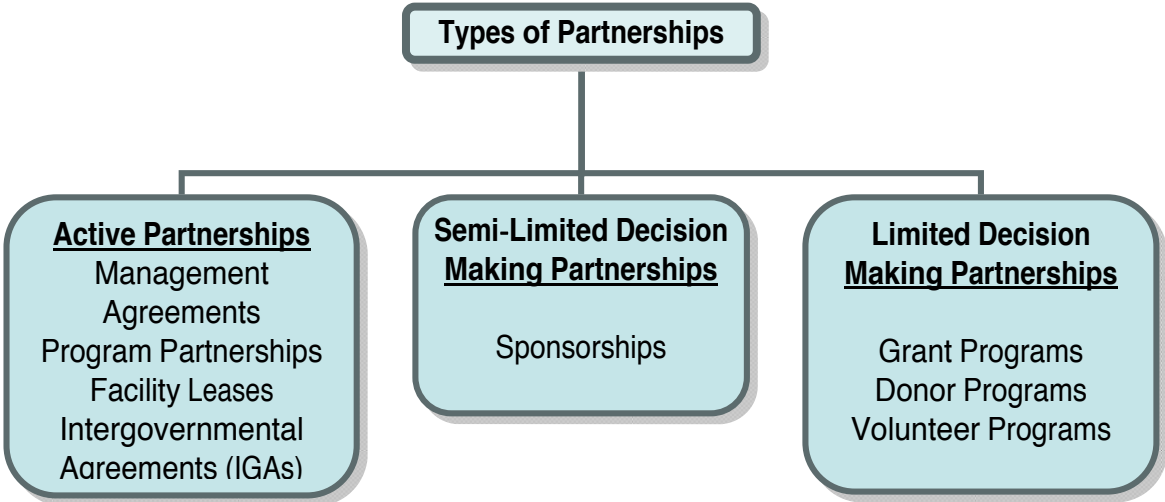 Types of Partnerships
Active Partnerships
Management
Agreements
Program Partnerships
Facility Leases
Intergovernmental
Agreements (IGAs)
Semi-Limited Decision
Making Partnerships
Sponsorships
Limited Decision
Making Partnerships
Grant Programs
Donor Programs
Volunteer Programs